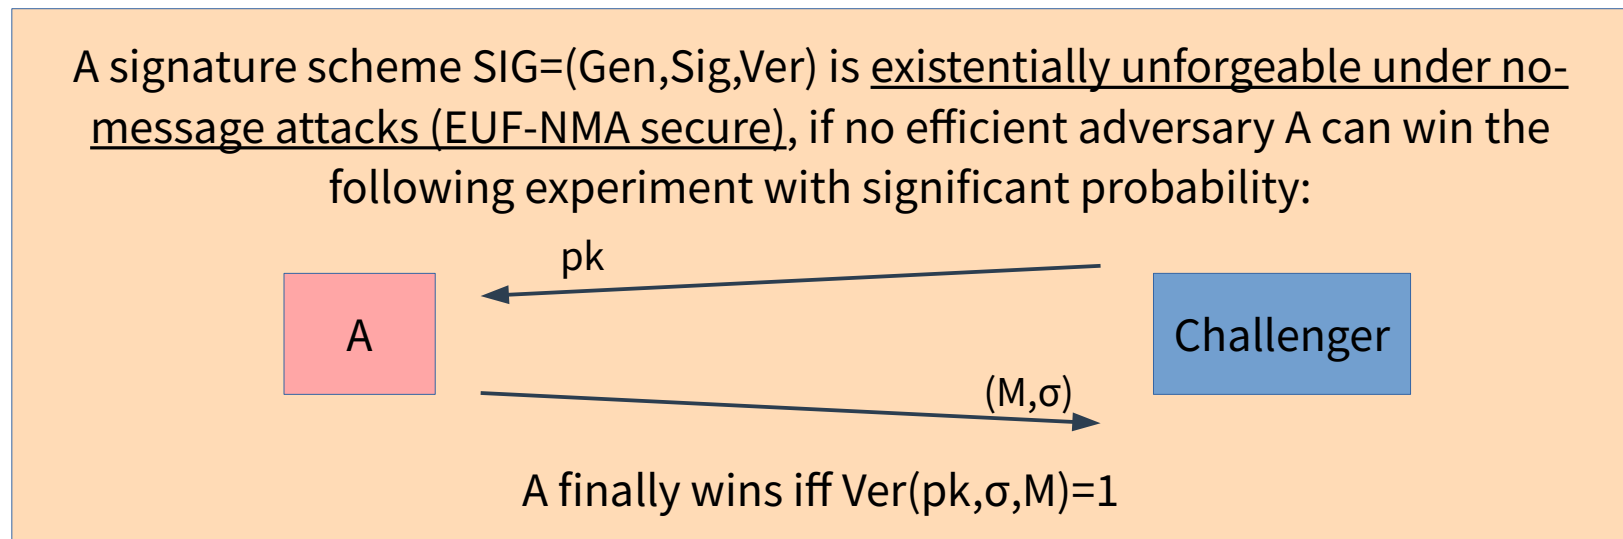 A signature scheme SIG=(Gen,Sig,Ver) is existentially unforgeable under no-
message attacks (EUF-NMA secure), if no efficient adversary A can win the
following experiment with significant probability:
pk
A
Challenger
(M,σ)
A finally wins iff Ver(pk,σ,M)=1